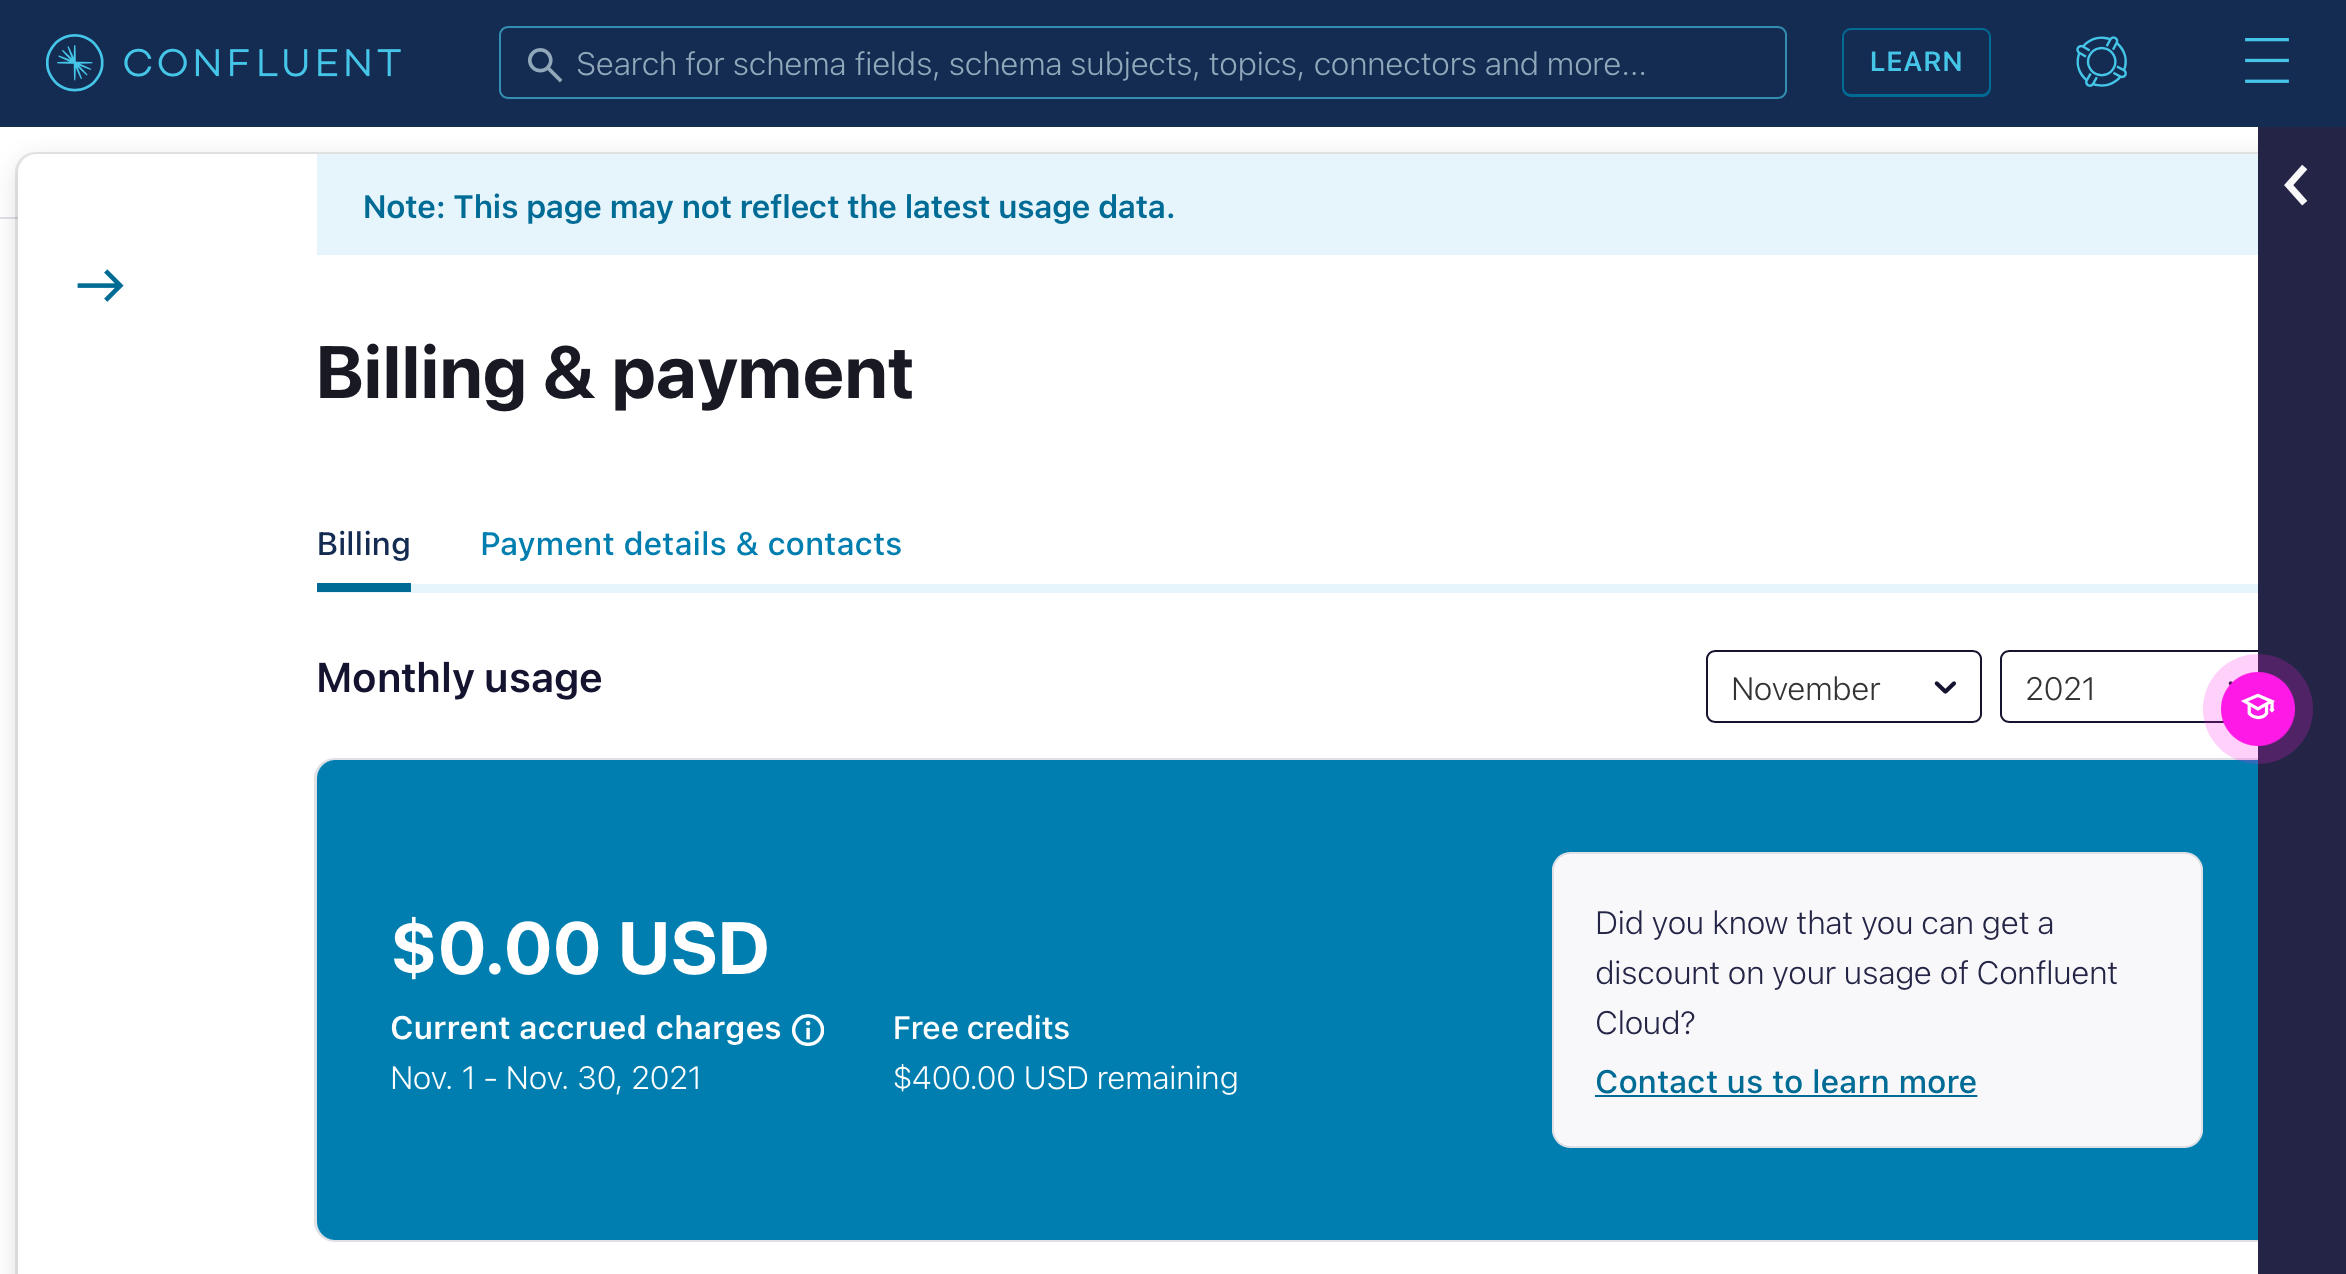 CONFLUENT
Search for schema fields, schema subjects, topics, connectors and more...
LEARN
Note: This page may not reflect the latest usage data.
Billing & payment
Billing
Payment details & contacts
Monthly usage
November
2021
$0.00 USD
Current accrued charges
Nov. 1 - Nov. 30, 2021
Free credits
$400.00 USD remaining
Did you know that you can get a
discount on your usage of Confluent
Cloud?
Contact us to learn more